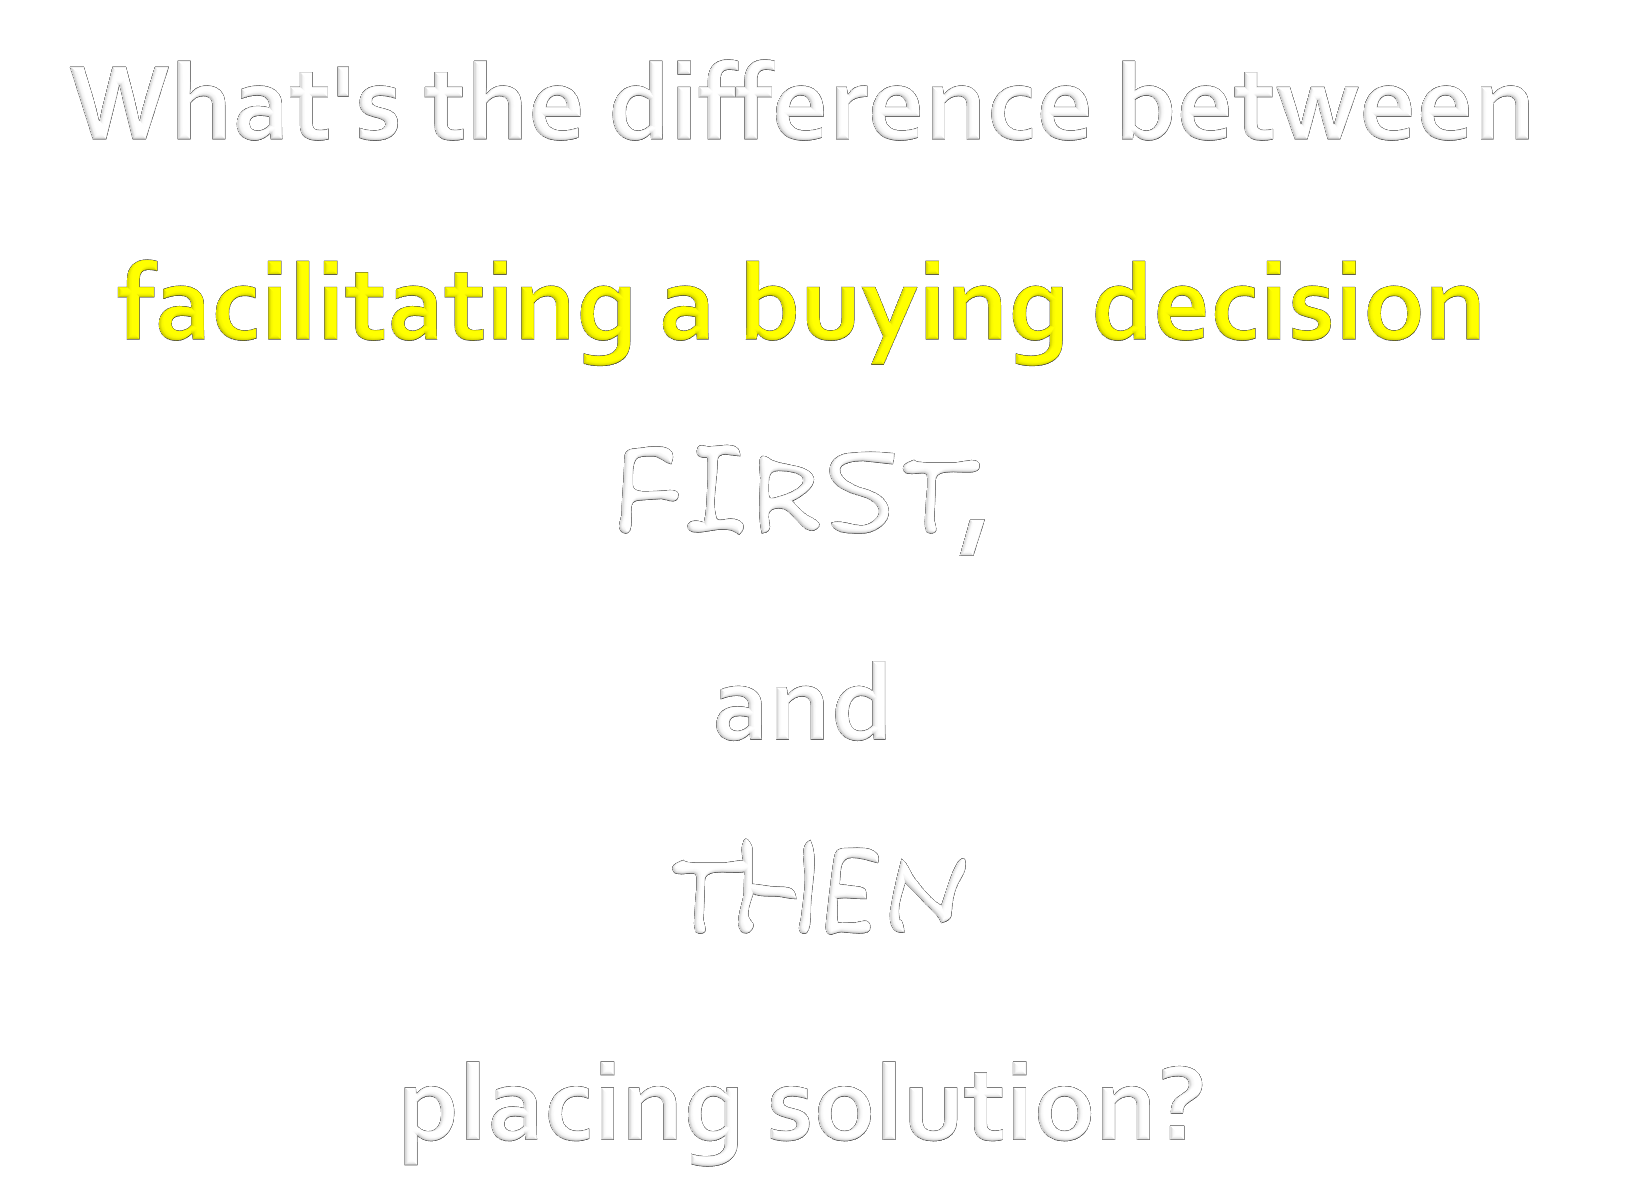 What's the difference between
facilitating a buying decision
FIRST,
and
THEN
placing solution?